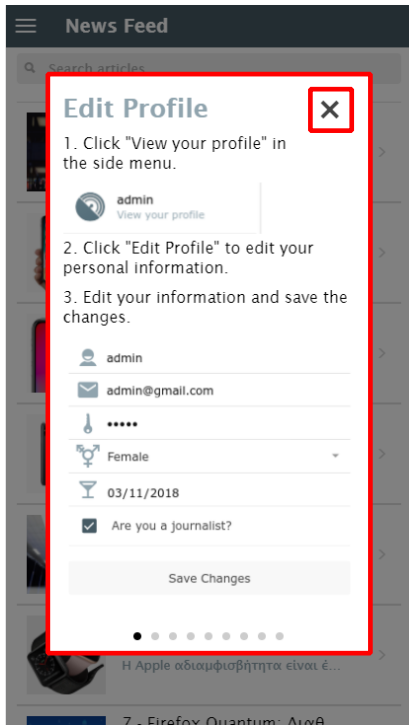 News Feed
Search articles
Edit Profile
1. Click "View your profile" in
the side menu.
admin
View your profile
2. Click "Edit Profile" to edit your
personal information.
3. Edit your information and save the
changes.
admin
admin@gmail.com
•••••
Female
03/11/2018
Are you a journalist?
Save Changes
Η Apple αδιαμφισβήτητα είναι έ...
7 - Firefox Quantum: Διαθ